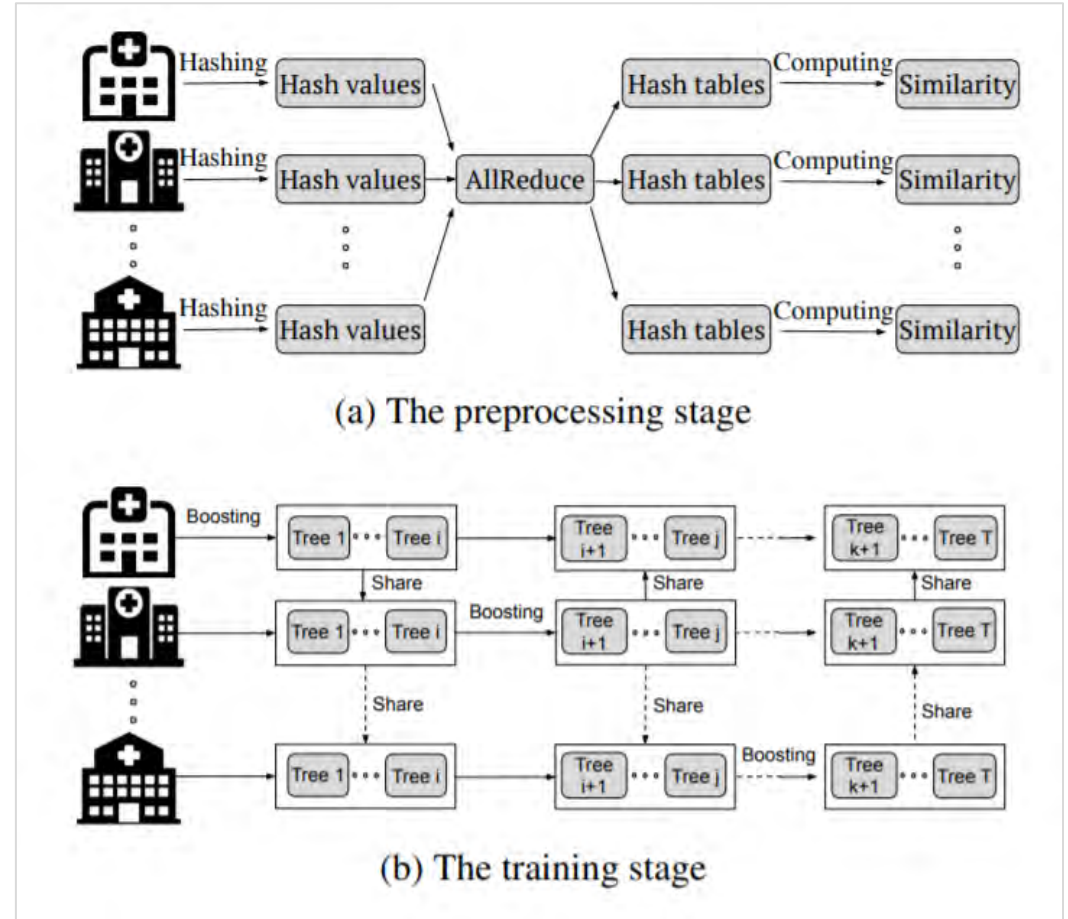 Hashing Hash values Hash tables Computing Similarity
Hashing Hash values AllReduce Hash tables Computing Similarity
Hashing Hash values Hash tables Computing Similarity
(a) The preprocessing stage
Boosting Tree 1 Tree i Tree i+1 Tree j Tree k+1 Tree T
Share Share Share
Tree 1 Tree i Boosting Tree i+1 Tree j Tree k+1 Tree T
Share Share Share
Tree 1 Tree i Tree i+1 Tree j Boosting Tree k+1 Tree T
(b) The training stage